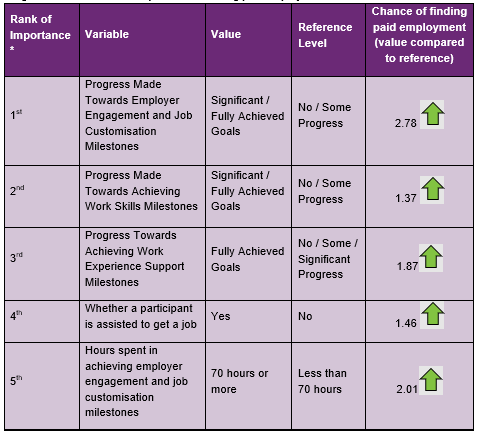 Rank of
Importance
*
Variable
Value
Reference
Level
Chance of finding
paid employment
(value compared
to reference)
1st
Progress Made
Towards Employer
Engagement and Job
Customisation
Milestones
Significant /
Fully Achieved
Goals
No / Some
Progress
2.78
2nd
Progress Made
Towards Achieving
Work Skills Milestones
Significant /
Fully Achieved
Goals
No / Some
Progress
1.37
3rd
Progress Towards
Achieving Work
Experience Support
Milestones
Fully Achieved
Goals
No / Some /
Significant
Progress
1.87
4th
Whether a participant
is assisted to get a job
Yes
No
1.46
5th
Hours spent in
achieving employer
engagement and job
customisation
milestones
70 hours or
more
Less than
70 hours
2.01